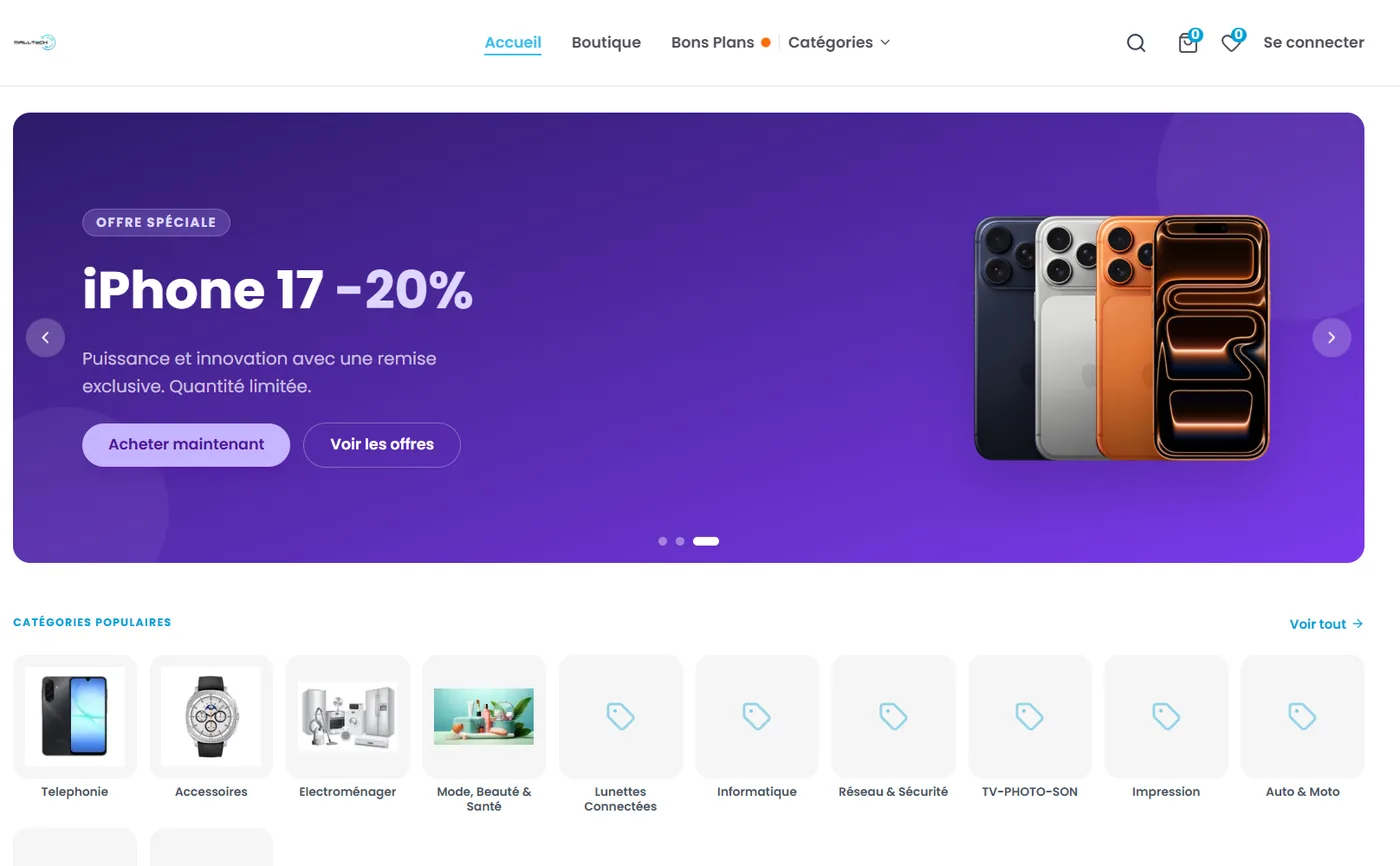 MALLTECH
Accueil
Boutique
Bons Plans
Catégories
0
0
Se connecter
OFFRE SPÉCIALE
iPhone 17 -20%
Puissance et innovation avec une remise
exclusive. Quantité limitée.
Acheter maintenant
Voir les offres
CATÉGORIES POPULAIRES
Voir tout →
Telephonie
Accessoires
Electroménager
Mode, Beauté &
Santé
Lunettes
Connectées
Informatique
Réseau & Sécurité
TV-PHOTO-SON
Impression
Auto & Moto